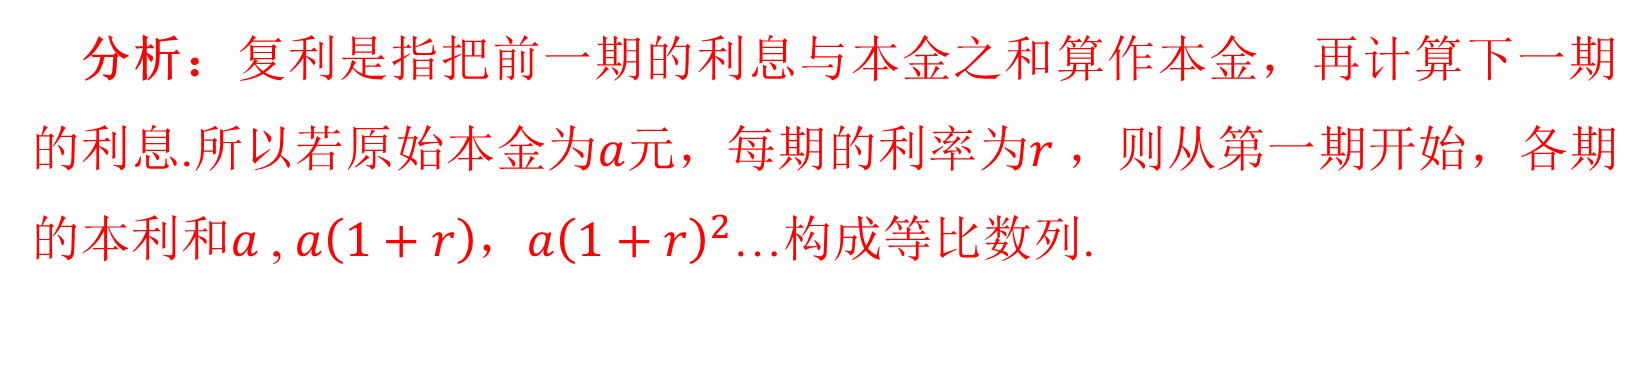 分析：复利是指把前一期的利息与本金之和算作本金，再计算下一期
的利息.所以若原始本金为a元，每期的利率为r ，则从第一期开始，各期
的本利和a , a(1 + r)，a(1 + r)²…构成等比数列.